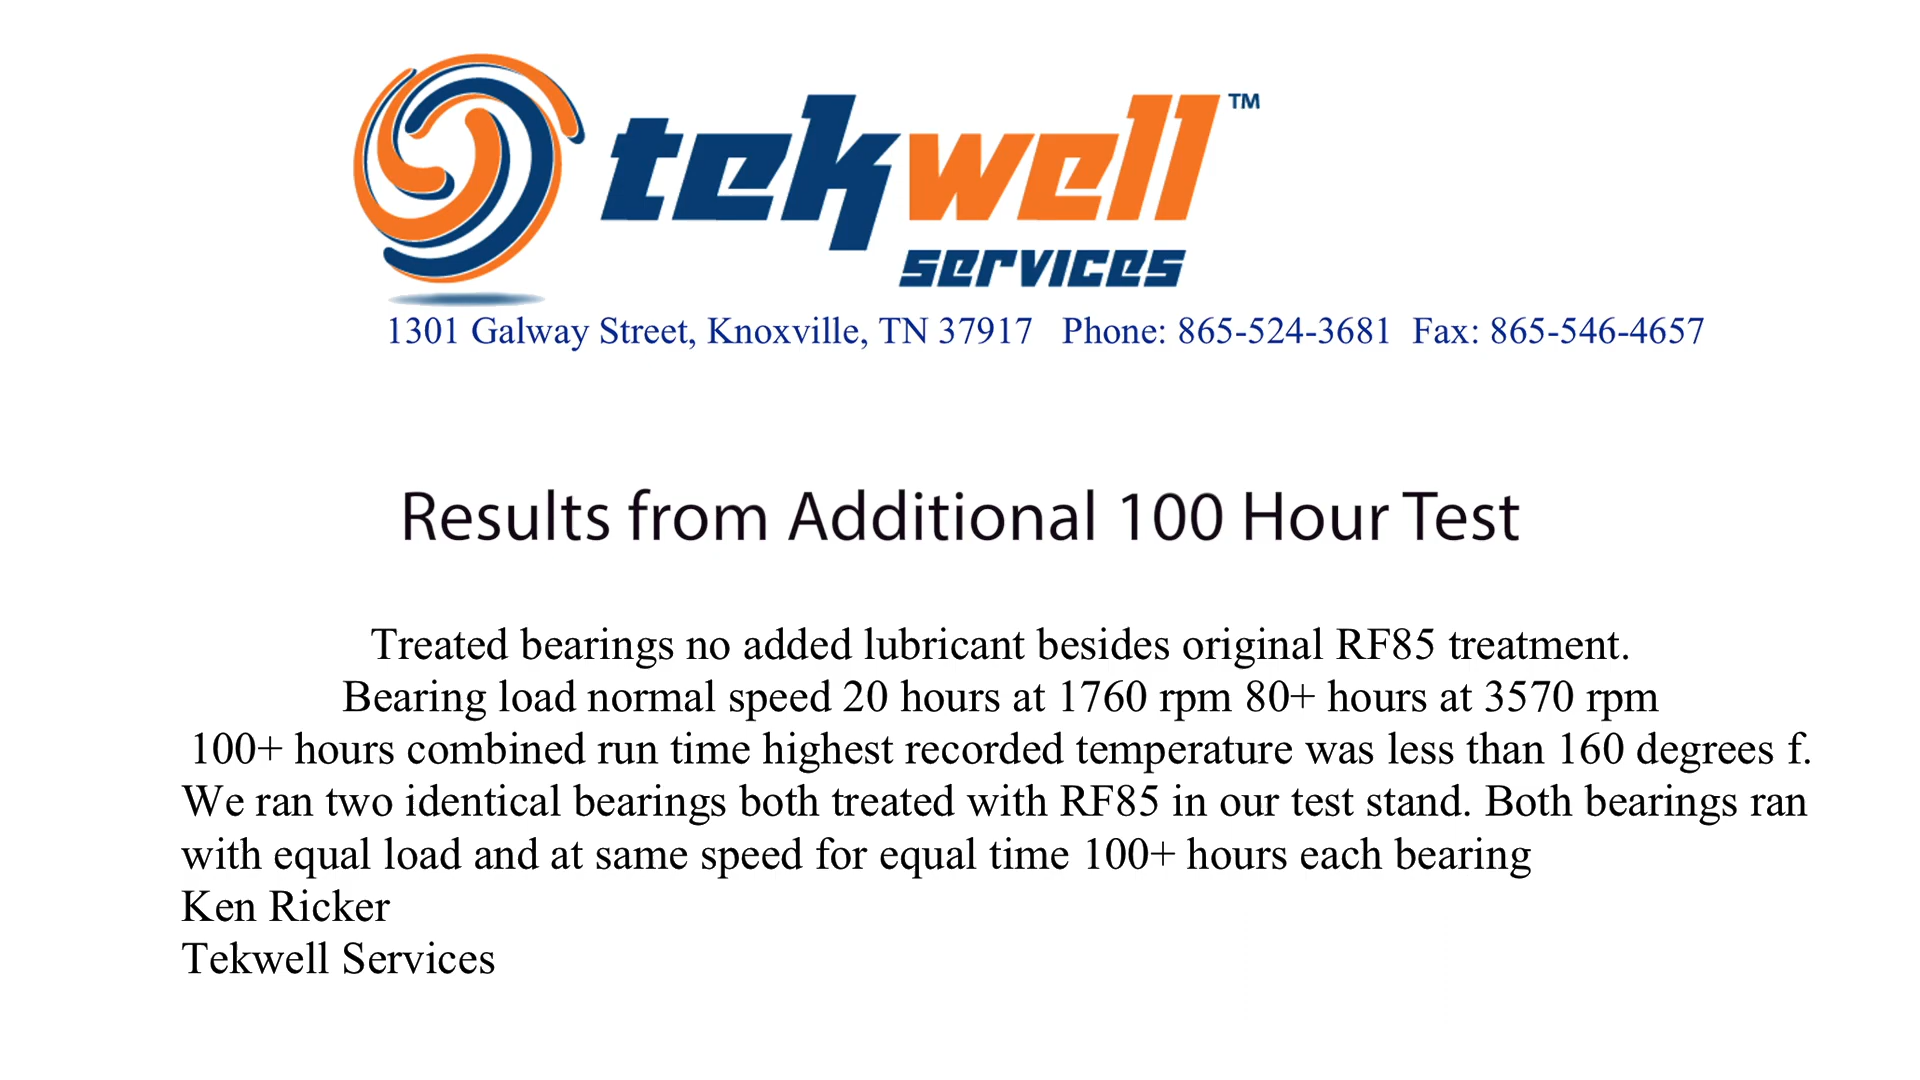 tekwell™
services
1301 Galway Street, Knoxville, TN 37917 Phone: 865-524-3681 Fax: 865-546-4657
Results from Additional 100 Hour Test
Treated bearings no added lubricant besides original RF85 treatment.
Bearing load normal speed 20 hours at 1760 rpm 80+ hours at 3570 rpm
100+ hours combined run time highest recorded temperature was less than 160 degrees f.
We ran two identical bearings both treated with RF85 in our test stand. Both bearings ran
with equal load and at same speed for equal time 100+ hours each bearing
Ken Ricker
Tekwell Services